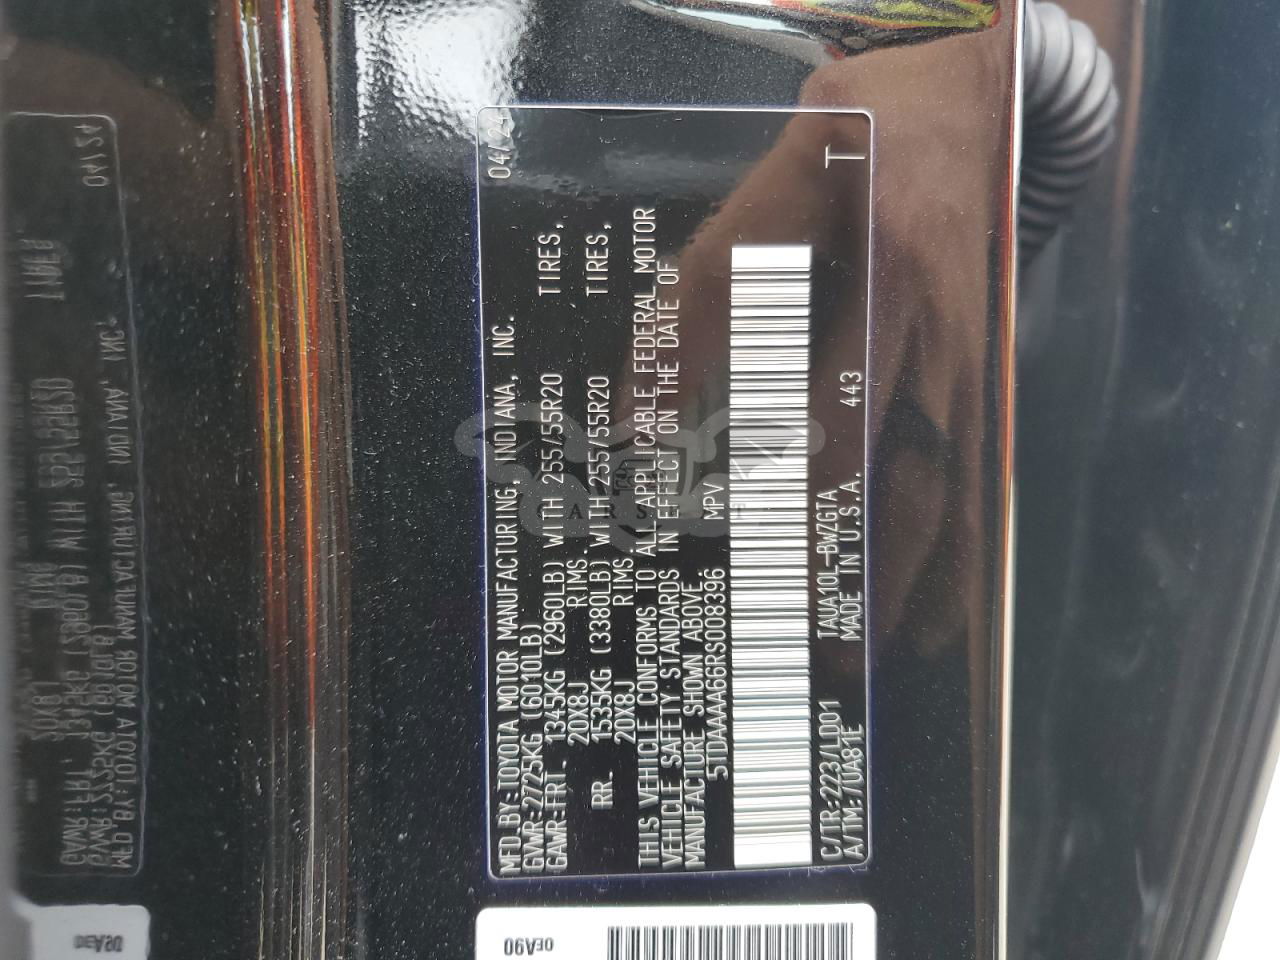 MFD.BY:TOYOTA MOTOR MANUFACTURING, INDIANA, INC. 04/24
GVWR:2725KG (6010LB)
GAWR:FRT. 1345KG (2960LB) WITH 255/55R20 TIRES,
20X8J RIMS.
RR. 1535KG (3380LB) WITH 255/55R20 TIRES,
20X8J RIMS.
THIS VEHICLE CONFORMS TO ALL APPLICABLE FEDERAL MOTOR
VEHICLE SAFETY STANDARDS IN EFFECT ON THE DATE OF
MANUFACTURE SHOWN ABOVE
5TDAAAA66RS008396 MPV
C/TR:223/LD01 TAUA10L-BWZGTA 443 T
A/TM:/UA81E MADE IN U.S.A.
0EA90